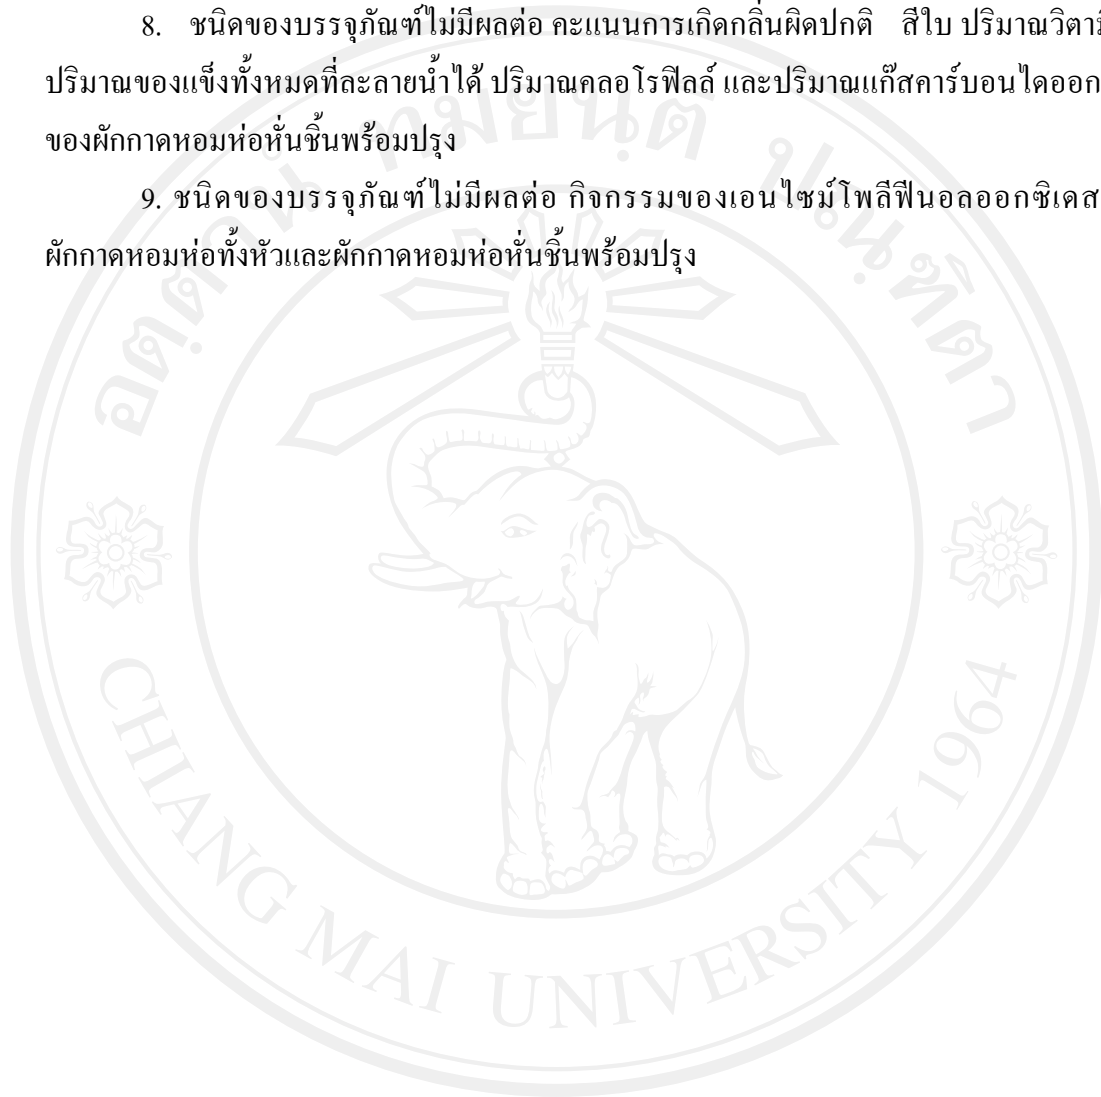 8. ชนิดของบรรจุภัณฑ์ไม่มีผลต่อ คะแนนการเกิดกลิ่นผิดปกติ สีใบ
ปริมาณของแข็งทั้งหมดที่ละลายน้ำได้ ปริมาณคลอโรฟิลล์ และปริมาณแก๊สคาร์บอนไดออก
ของผักกาดหอมห่อหั่นชิ้นพร้อมปรุง
9. ชนิดของบรรจุภัณฑ์ไม่มีผลต่อ กิจกรรมของเอนไซม์โพลีฟีนอลออกซิเดส
ผักกาดหอมห่อทั้งหัวและผักกาดหอมห่อหั่นชิ้นพร้อมปรุง
อตฺตานํ ทมยนฺติ ปณฺฑิตา
CHIANG MAI UNIVERSITY 1964